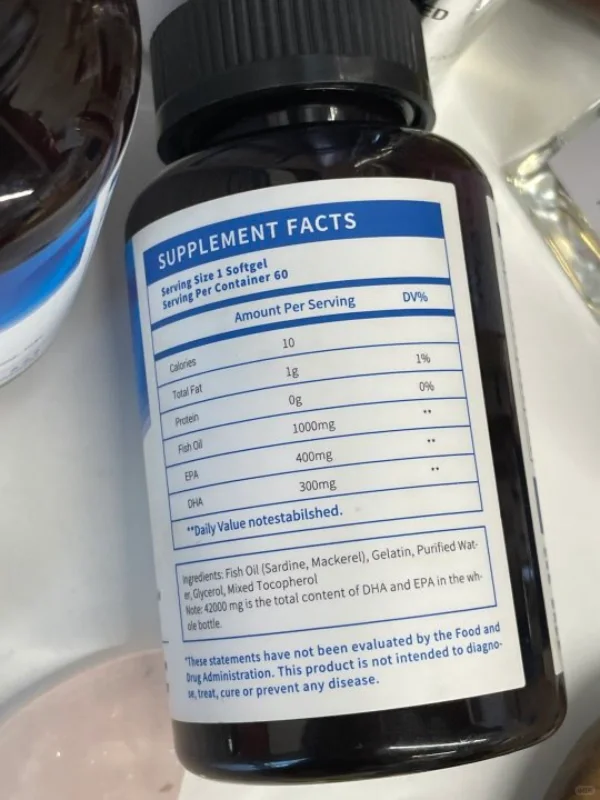 ED
SUPPLEMENT FACTS
Serving Size 1 Softgel
Serving Per Container 60
Amount Per Serving DV%
Calories 10
Total Fat 1g 1%
Protein 0g 0%
Fish Oil 1000mg **
EPA 400mg **
DHA 300mg **
**Daily Value notestabilshed.
Ingredients: Fish Oil (Sardine, Mackerel), Gelatin, Purified Wat-
er, Glycerol, Mixed Tocopherol
Note: 42000 mg is the total content of DHA and EPA in the wh-
ole bottle.
*These statements have not been evaluated by the Food and
Drug Administration. This product is not intended to diagno-
se, treat, cure or prevent any disease.